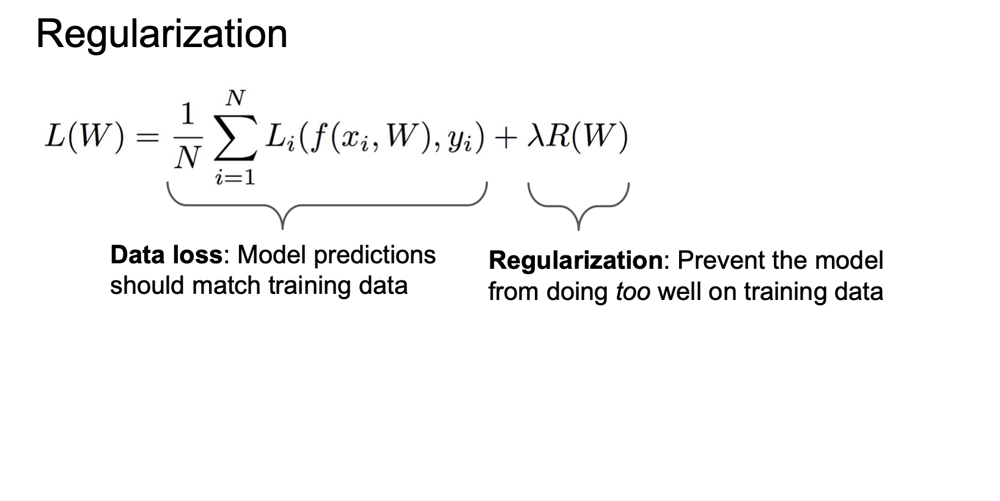 Regularization
L(W) = \frac{1}{N} \sum_{i=1}^{N} L_i(f(x_i, W), y_i) + λR(W)
Data loss: Model predictions
should match training data
Regularization: Prevent the model
from doing too well on training data